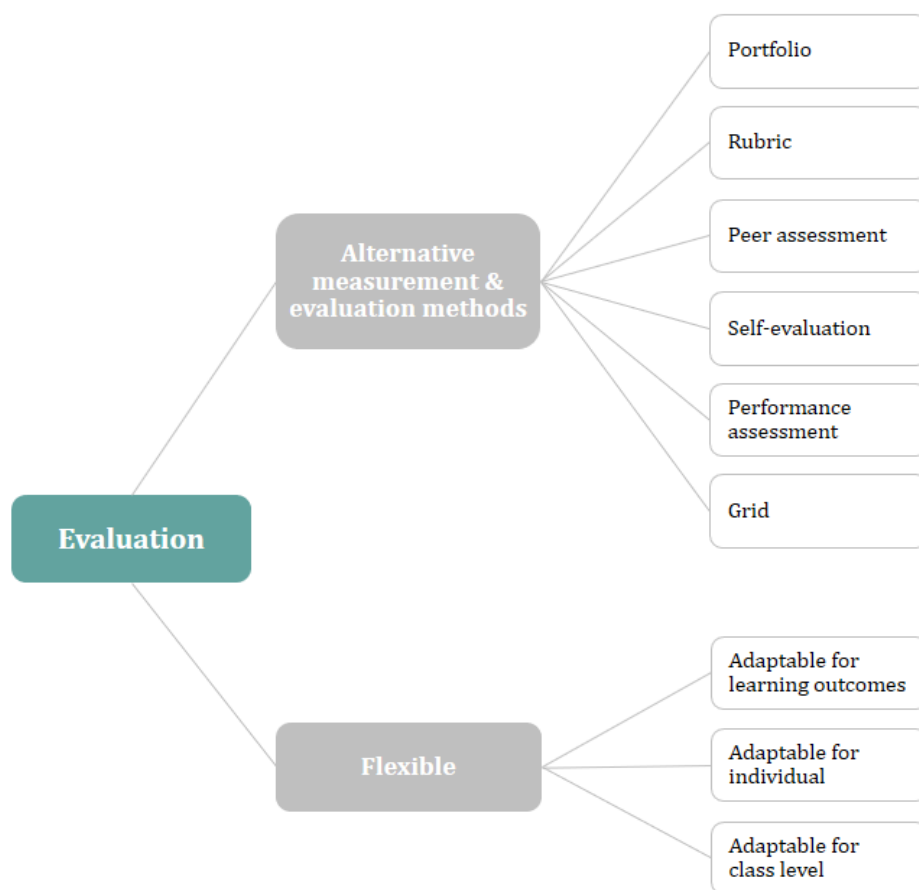 Portfolio
Rubric
Peer assessment
Self-evaluation
Performance
assessment
Grid
Alternative
measurement &
evaluation methods
Evaluation
Flexible
Adaptable for
learning outcomes
Adaptable for
individual
Adaptable for
class level